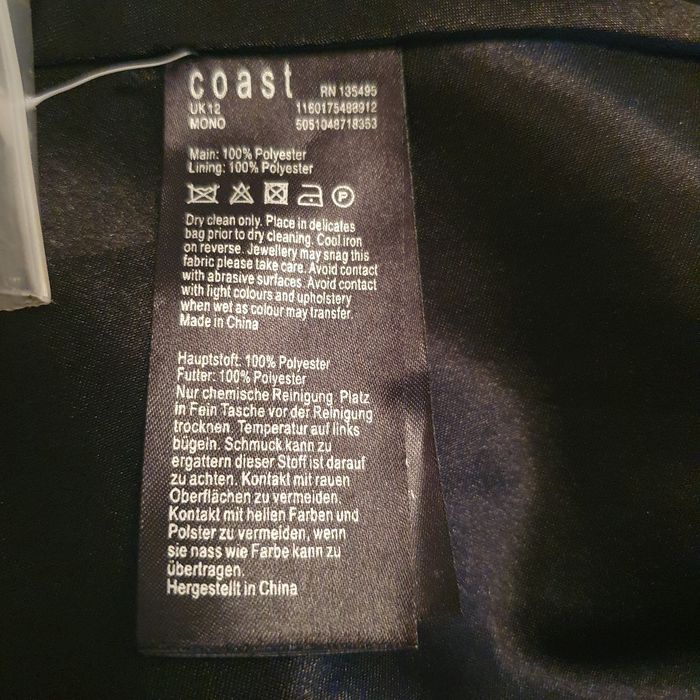 coast RN 135495
UK12 1160175498912
MONO 5051048718353
Main: 100% Polyester
Lining: 100% Polyester
P
Dry clean only. Place in delicates
bag prior to dry cleaning. Cool iron
on reverse. Jewellery may snag this
fabric please take care. Avoid contact
with abrasive surfaces. Avoid contact
with light colours and upholstery
when wet as colour may transfer.
Made in China
Hauptstoft: 100% Polyester
Futter: 100% Polyester
Nur chemische Reinigung. Platz
in Fein Tasche vor der Reinigung
trocknen. Temperatur auf links
bügeln. Schmuck kann zu
ergattern dieser Stoff ist darauf
zu achten. Kontakt mit rauen
Oberflächen zu vermeiden.
Kontakt mit hellen Farben und
Polster zu vermeiden, wenn
sie nass wie Farbe kann zu
übertragen.
Hergestellt in China